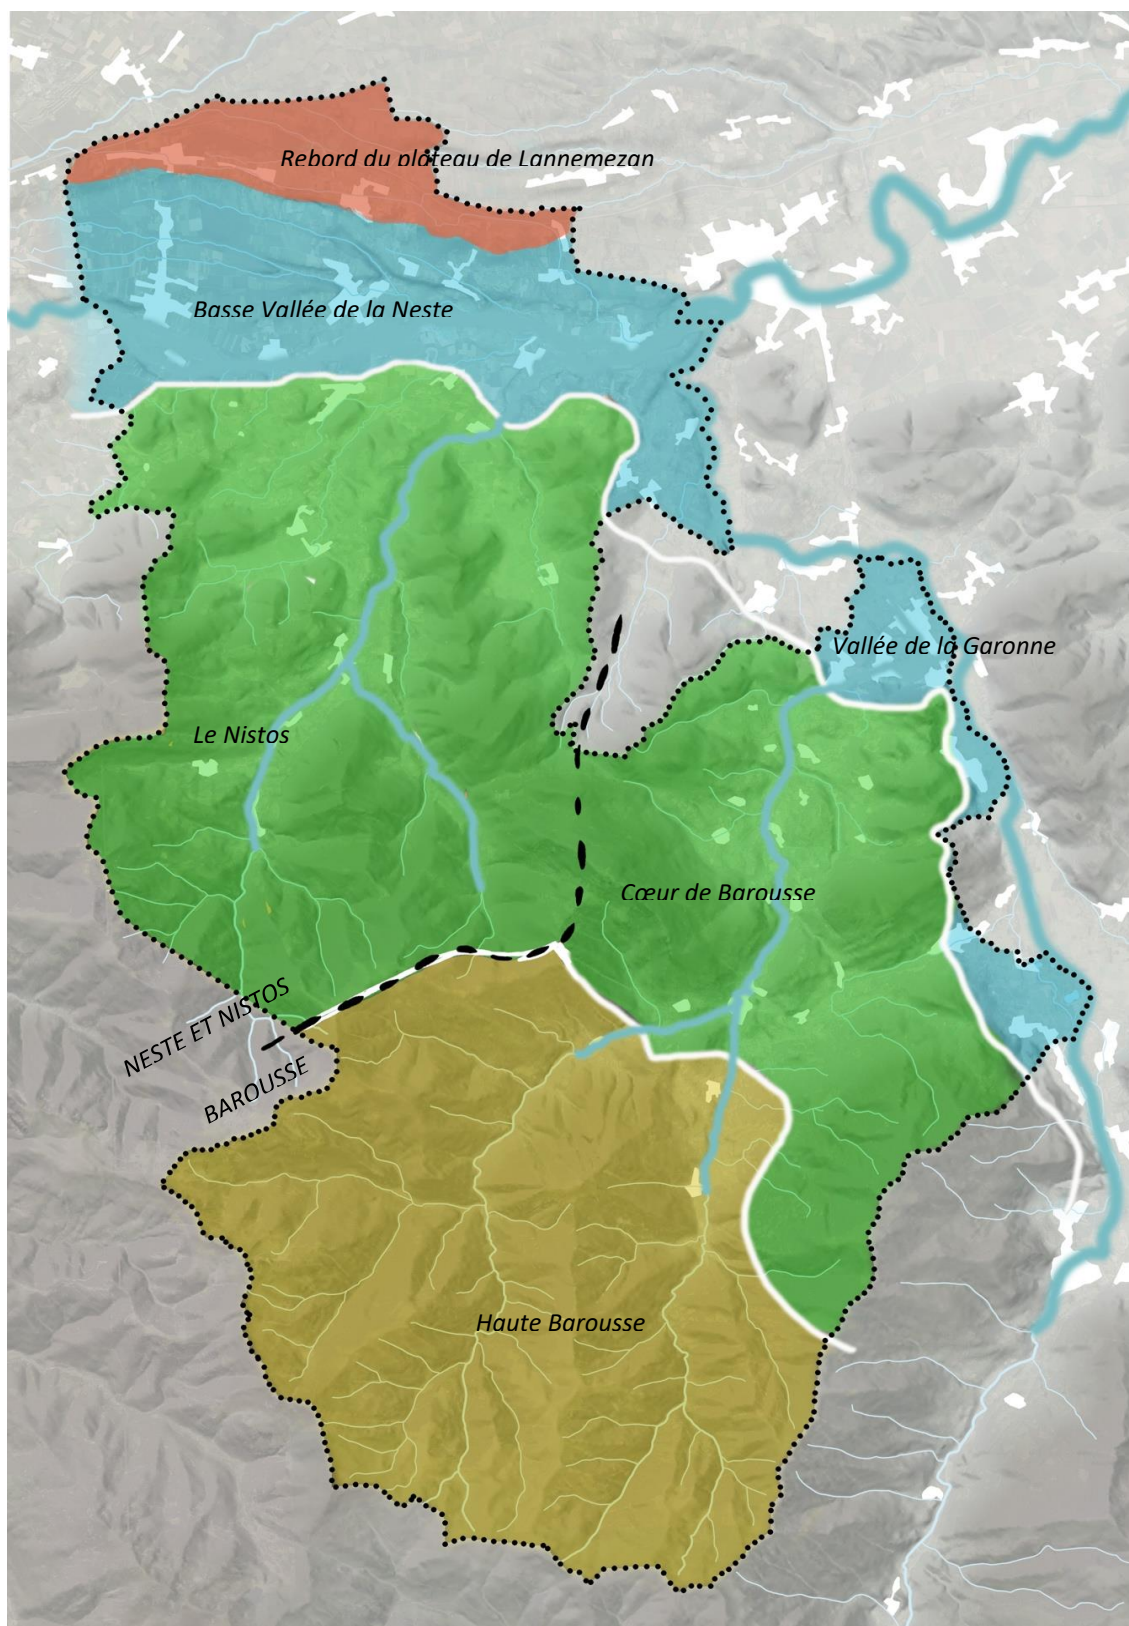 Rebord du plateau de Lannemezan
Basse Vallée de la Neste
Vallée de la Garonne
Le Nistos
Cœur de Barousse
NESTE ET NISTOS
BAROUSSE
Haute Barousse